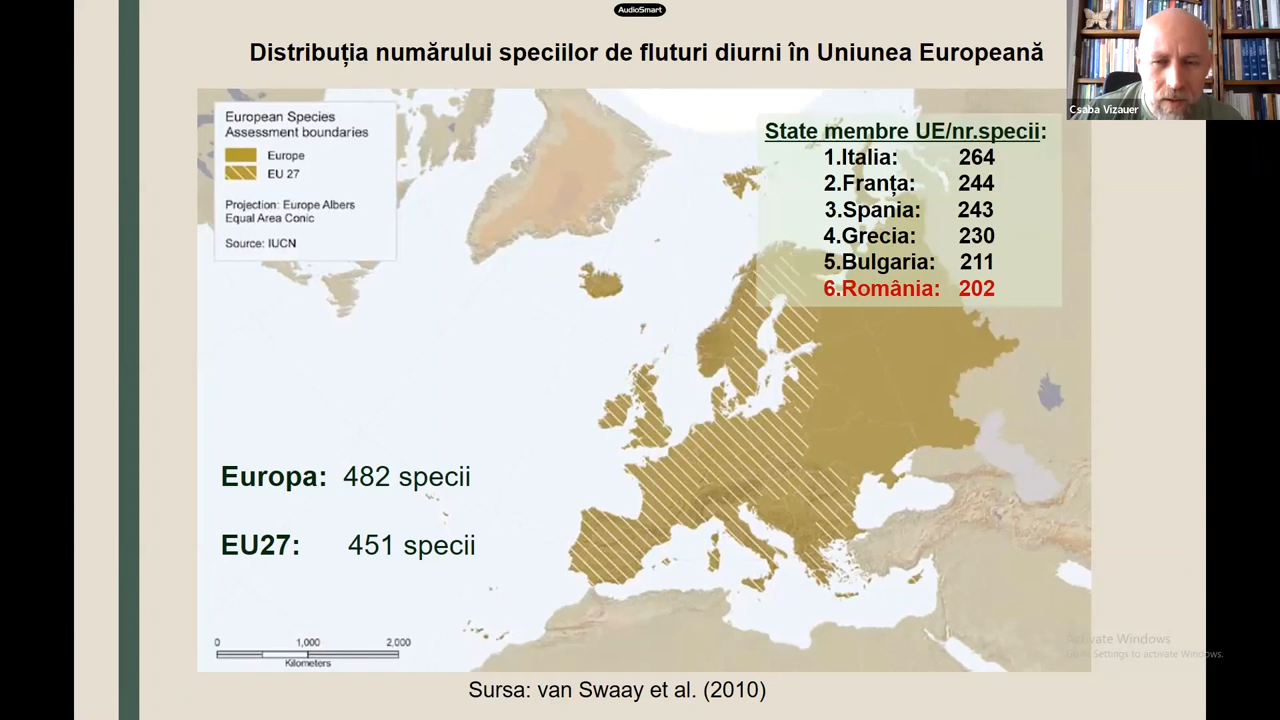 AudioSmart
Distribuția numărului speciilor de fluturi diurni în Uniunea Europeană
Csaba Vizauer
European Species
Assessment boundaries
Europe
EU 27
Projection: Europe Albers
Equal Area Conic
Source: IUCN
State membre UE/nr.specii:
1.Italia: 264
2.Franța: 244
3.Spania: 243
4.Grecia: 230
5.Bulgaria: 211
6.România: 202
Europa: 482 specii
EU27: 451 specii
0 1,000 2,000
Kilometers
Activate Windows
Go to Settings to activate Windows.
Sursa: van Swaay et al. (2010)